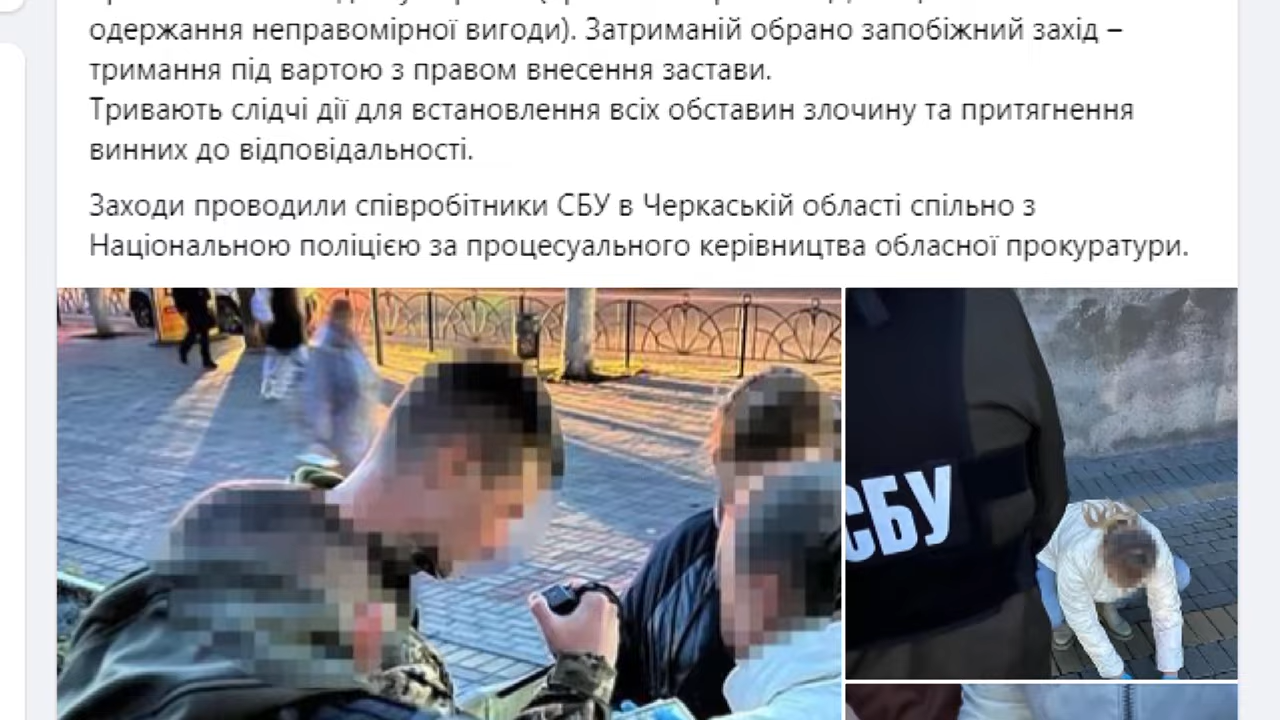 одержання неправомірної вигоди). Затриманій обрано запобіжний захід –
тримання під вартою з правом внесення застави.
Тривають слідчі дії для встановлення всіх обставин злочину та притягнення
винних до відповідальності.
Заходи проводили співробітники СБУ в Черкаській області спільно з
Національною поліцією за процесуального керівництва обласної прокуратури.
СБУ